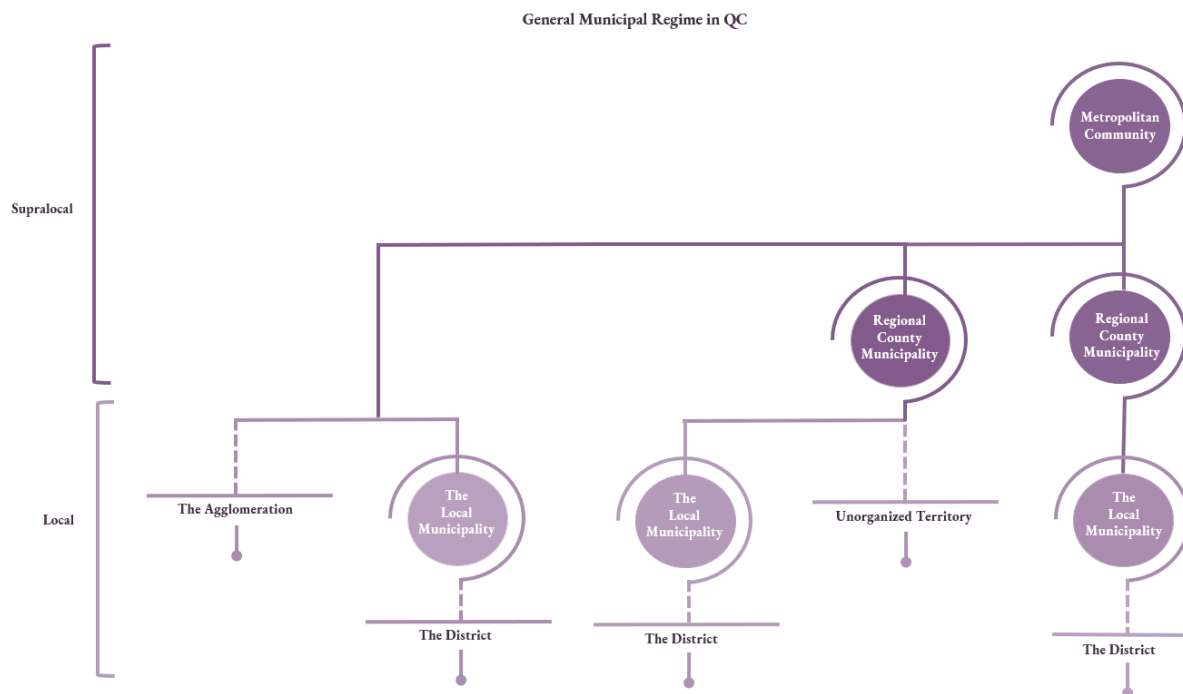 General Municipal Regime in QC
Metropolitan
Community
Supralocal
Regional
County
Municipality
Regional
County
Municipality
The
Local
Municipality
The
Local
Municipality
The
Local
Municipality
The Agglomeration
Unorganized Territory
Local
The District
The District
The District